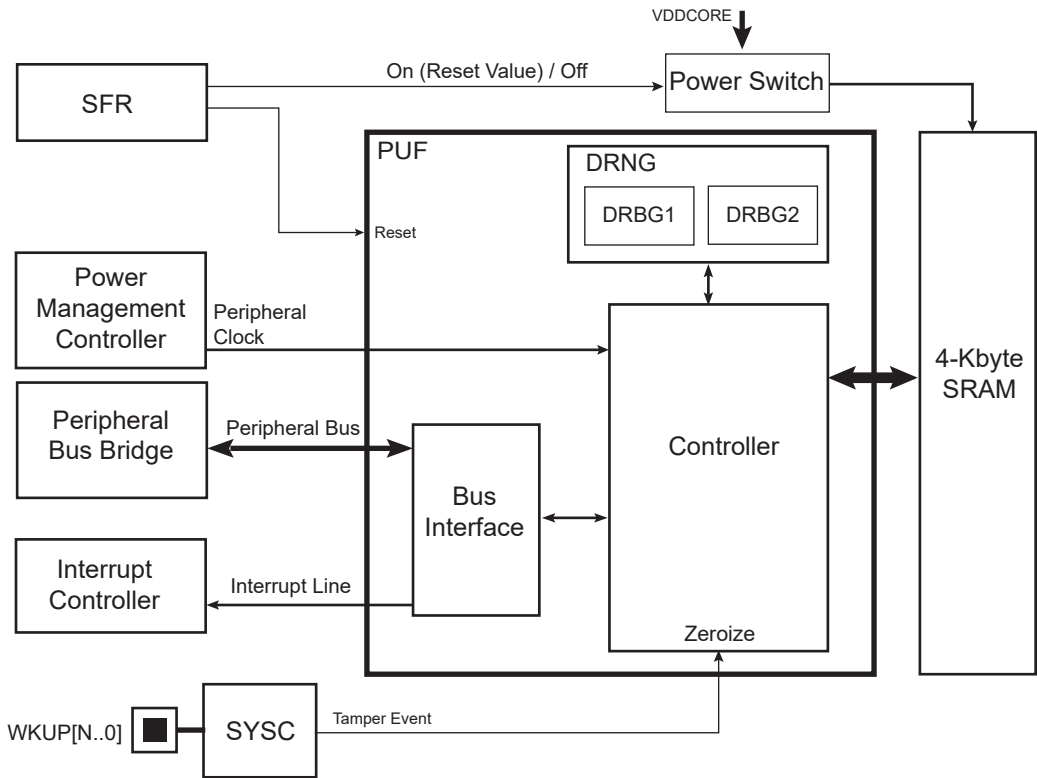 VDDCORE
On (Reset Value) / Off
Power Switch
SFR
PUF
DRNG
DRBG1
DRBG2
Reset
Power
Management
Controller
Peripheral
Clock
4-Kbyte
SRAM
Peripheral
Bus Bridge
Peripheral Bus
Controller
Bus
Interface
Interrupt
Controller
Interrupt Line
Zeroize
WKUP[N..0]
SYSC
Tamper Event